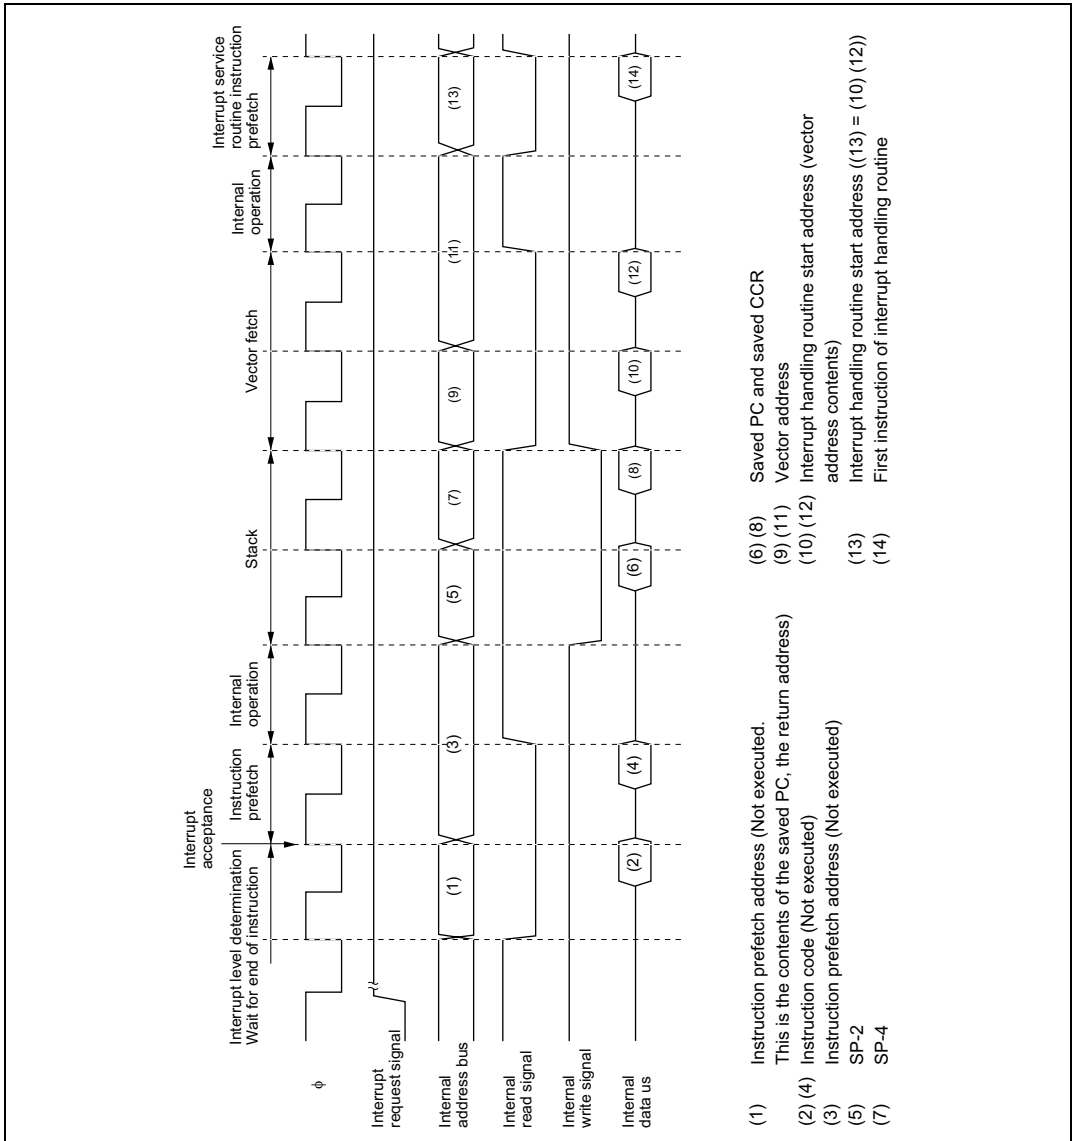 Interrupt level determination
Wait for end of instruction
Interrupt
acceptance
Instruction
prefetch
Internal
operation
Stack
Vector fetch
Internal
operation
Interrupt service
routine instruction
prefetch
ϕ
Interrupt
request signal
Internal
address bus
(1)
(3)
(5)
(7)
(9)
(11)
(13)
Internal
read signal
Internal
write signal
Internal
data us
(2)
(4)
(6)
(8)
(10)
(12)
(14)
(1) Instruction prefetch address (Not executed.
This is the contents of the saved PC, the return address)
(2) (4) Instruction code (Not executed)
(3) Instruction prefetch address (Not executed)
(5) SP-2
(7) SP-4
(6) (8) Saved PC and saved CCR
(9) (11) Vector address
(10) (12) Interrupt handling routine start address (vector
address contents)
(13) Interrupt handling routine start address ((13) = (10) (12))
(14) First instruction of interrupt handling routine